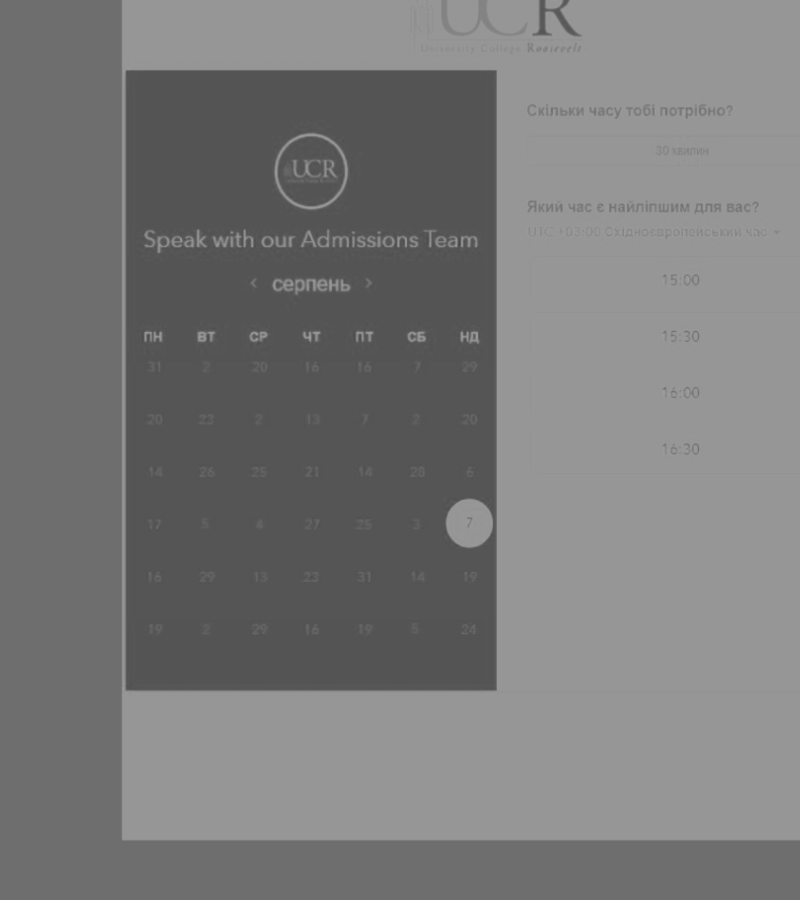 UCR
University College Roosevelt
UCR
Speak with our Admissions Team
‹ серпень ›
ПН ВТ СР ЧТ ПТ СБ НД
31 2 20 16 16 7 29
20 22 2 13 7 2 20
14 26 25 21 14 20 6
17 5 4 27 25 3 7
16 29 13 22 31 14 19
19 2 29 16 19 5 24
Скільки часу тобі потрібно?
30 хвилин
Який час є найліпшим для вас?
UTC +03:00 Східноєвропейський час
15:00
15:30
16:00
16:30